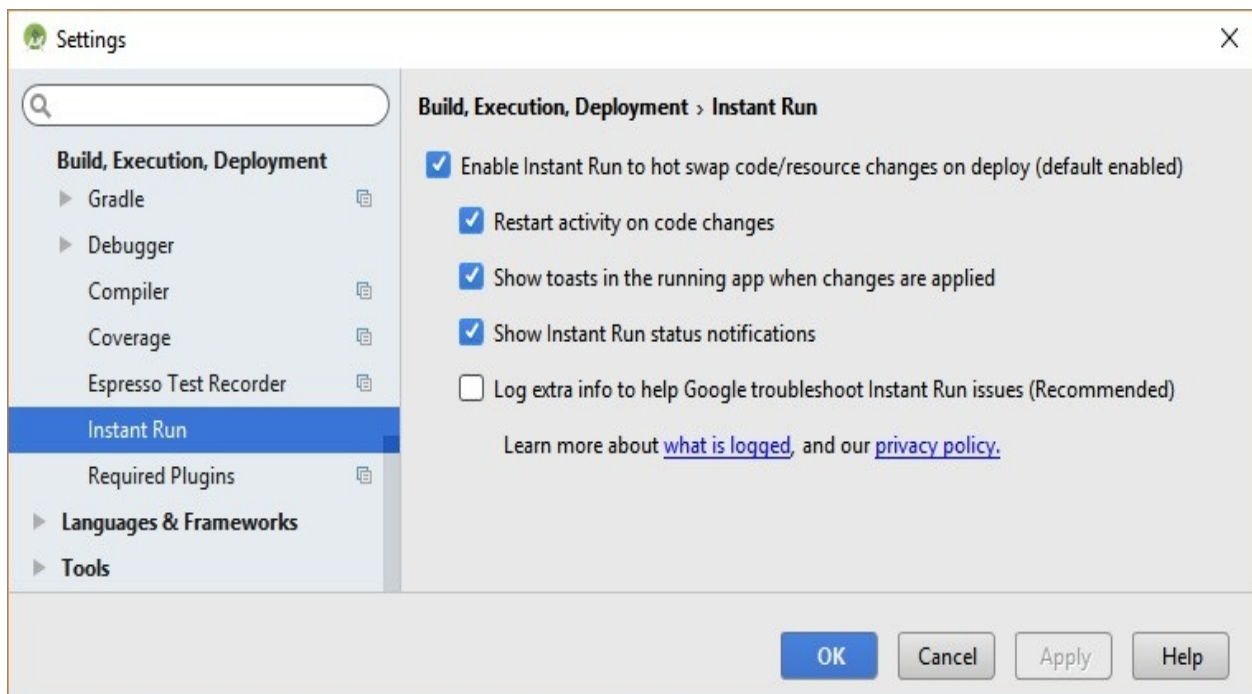 Settings
Build, Execution, Deployment
Gradle
Debugger
Compiler
Coverage
Espresso Test Recorder
Instant Run
Required Plugins
Languages & Frameworks
Tools
Build, Execution, Deployment › Instant Run
Enable Instant Run to hot swap code/resource changes on deploy (default enabled)
Restart activity on code changes
Show toasts in the running app when changes are applied
Show Instant Run status notifications
Log extra info to help Google troubleshoot Instant Run issues (Recommended)
Learn more about what is logged, and our privacy policy.
OK
Cancel
Apply
Help